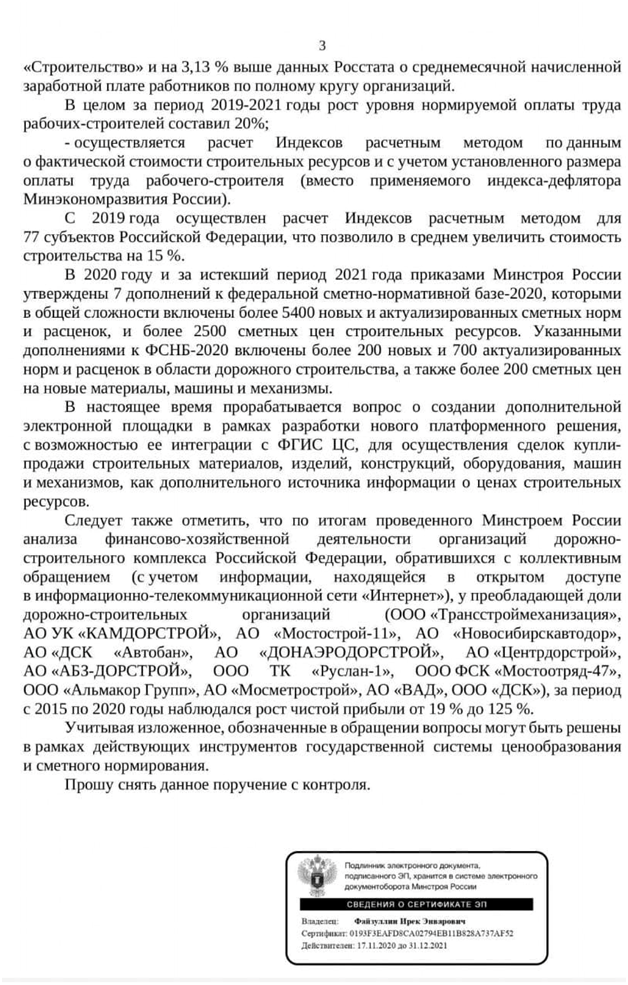 3
«Строительство» и на 3,13 % выше данных Росстата о среднемесячной начисленной
заработной плате работников по полному кругу организаций.
В целом за период 2019-2021 годы рост уровня нормируемой оплаты труда
рабочих-строителей составил 20%;
- осуществляется расчет Индексов расчетным методом по данным
о фактической стоимости строительных ресурсов и с учетом установленного размера
оплаты труда рабочего-строителя (вместо применяемого индекса-дефлятора
Минэкономразвития России).
С 2019 года осуществлен расчет Индексов расчетным методом для
77 субъектов Российской Федерации, что позволило в среднем увеличить стоимость
строительства на 15 %.
В 2020 году и за истекший период 2021 года приказами Минстроя России
утверждены 7 дополнений к федеральной сметно-нормативной базе-2020, которыми
в общей сложности включены более 5400 новых и актуализированных сметных норм
и расценок, и более 2500 сметных цен строительных ресурсов. Указанными
дополнениями к ФСНБ-2020 включены более 200 новых и 700 актуализированных
норм и расценок в области дорожного строительства, а также более 200 сметных цен
на новые материалы, машины и механизмы.
В настоящее время прорабатывается вопрос о создании дополнительной
электронной площадки в рамках разработки нового платформенного решения,
с возможностью ее интеграции с ФГИС ЦС, для осуществления сделок купли-
продажи строительных материалов, изделий, конструкций, оборудования, машин
и механизмов, как дополнительного источника информации о ценах строительных
ресурсов.
Следует также отметить, что по итогам проведенного Минстроем России
анализа финансово-хозяйственной деятельности организаций дорожно-
строительного комплекса Российской Федерации, обратившихся с коллективным
обращением (с учетом информации, находящейся в открытом доступе
в информационно-телекоммуникационной сети «Интернет»), у преобладающей доли
дорожно-строительных организаций (ООО «Трансстроймеханизация»,
АО УК «КАМДОРСТРОЙ», АО «Мостострой-11», АО «Новосибирскавтодор»,
АО «ДСК «Автобан», АО «ДОНАЭРОДОРСТРОЙ», АО «Центрдорстрой»,
АО «АБЗ-ДОРСТРОЙ», ООО ТК «Руслан-1», ООО ФСК «Мостоотряд-47»,
ООО «Альмакор Групп», АО «Мосметрострой», АО «ВАД», ООО «ДСК»), за период
с 2015 по 2020 годы наблюдался рост чистой прибыли от 19 % до 125 %.
Учитывая изложенное, обозначенные в обращении вопросы могут быть решены
в рамках действующих инструментов государственной системы ценообразования
и сметного нормирования.
Прошу снять данное поручение с контроля.
Подлинник электронного документа,
подписанного ЭП, хранится в системе электронного
документооборота Минстроя России
СВЕДЕНИЯ О СЕРТИФИКАТЕ ЭП
Владелец: Файзуллин Ирек Энварович
Сертификат: 0193F3EAFD8CA02794EB11B828A737AF52
Действителен: 17.11.2020 до 31.12.2021